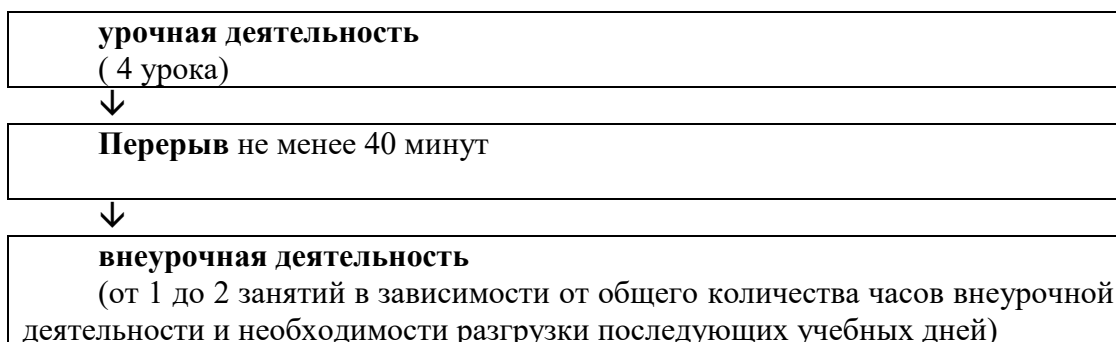 урочная деятельность
( 4 урока)
↓
Перерыв не менее 40 минут
↓
внеурочная деятельность
(от 1 до 2 занятий в зависимости от общего количества часов внеурочной
деятельности и необходимости разгрузки последующих учебных дней)